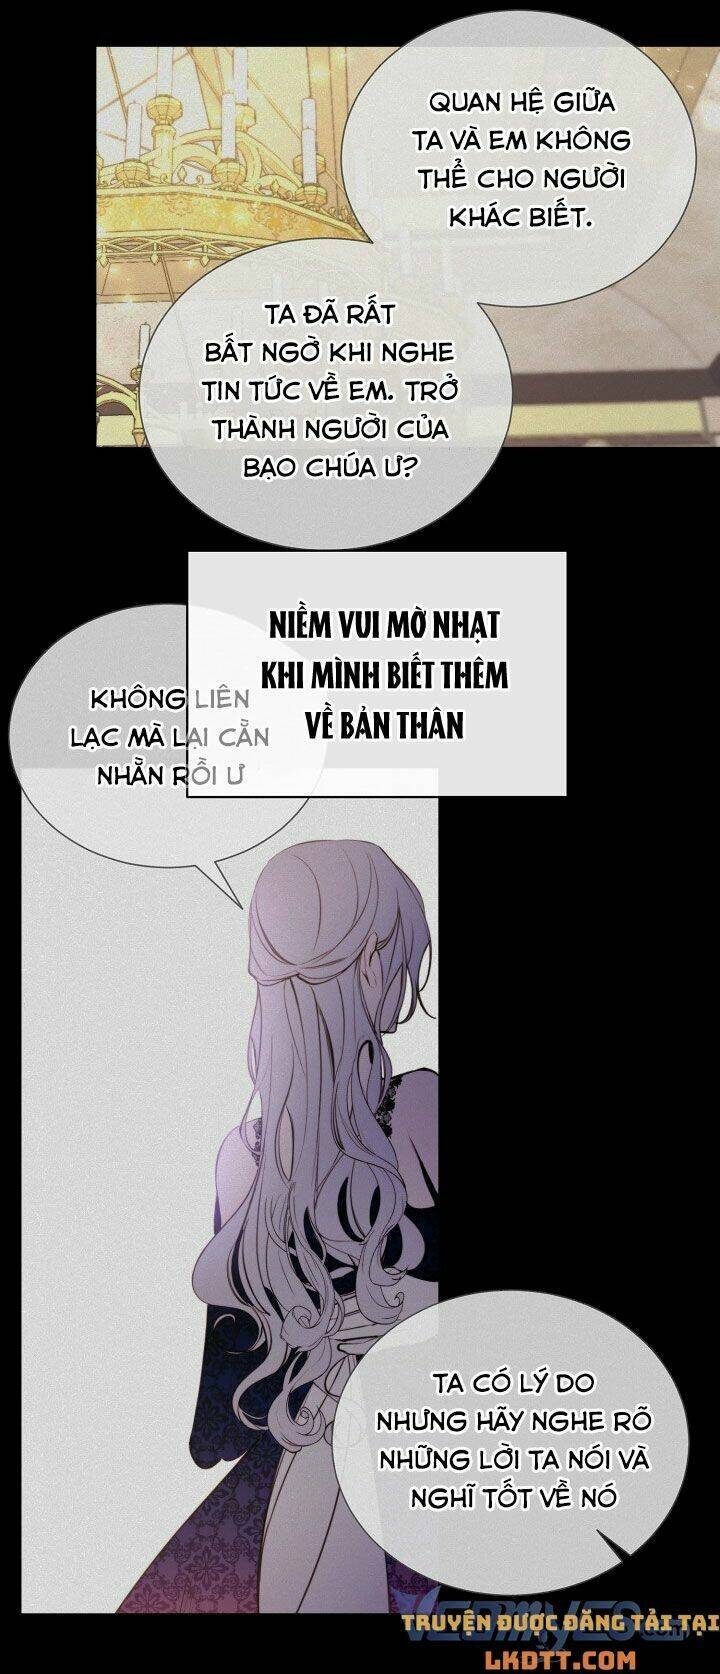 QUAN HỆ GIỮA
TA VÀ EM KHÔNG
THỂ CHO NGƯỜI
KHÁC BIẾT.
TA ĐÃ RẤT
BẤT NGỜ KHI NGHE
TIN TỨC VỀ EM. TRỞ
THÀNH NGƯỜI CỦA
BẠO CHÚA Ư?
NIỀM VUI MỜ NHẠT
KHI MÌNH BIẾT THÊM
VỀ BẢN THÂN
KHÔNG LIÊN
LẠC MÀ LẠI CẰN
NHẰN RỒI Ư
TA CÓ LÝ DO
NHƯNG HÃY NGHE RÕ
NHỮNG LỜI TA NÓI VÀ
NGHĨ TỐT VỀ NÓ
TRUYỆN ĐƯỢC ĐĂNG TẢI TẠI
LKDTT.COM